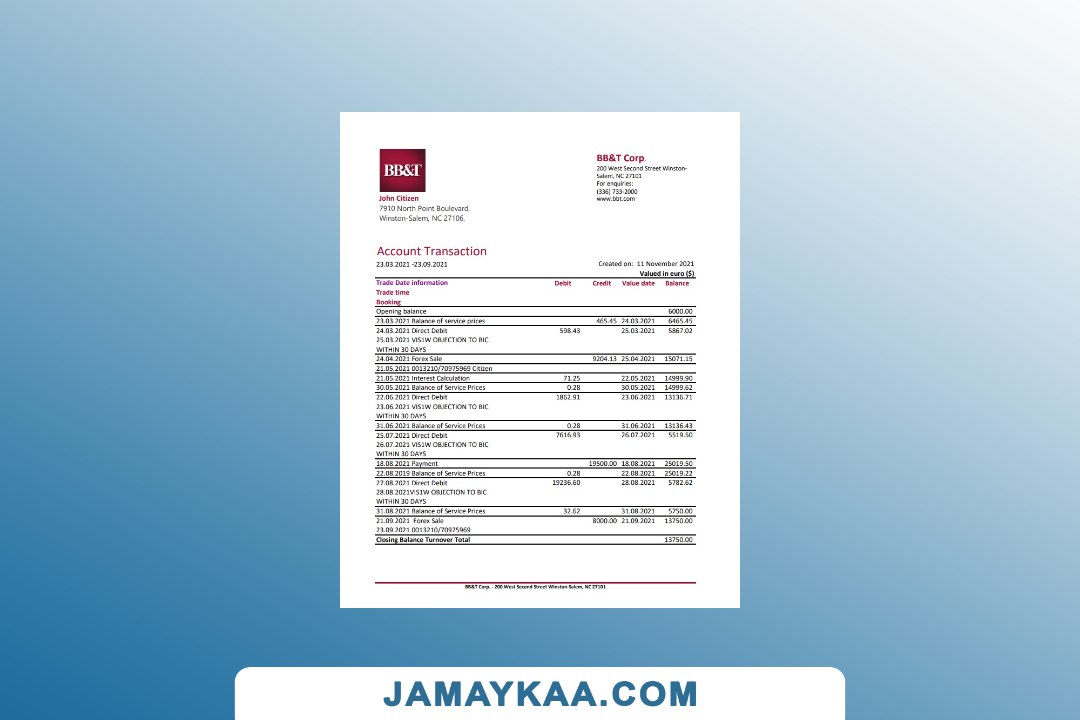 BB&T
BB&T Corp.
200 West Second Street Winston-
Salem, NC 27101
For enquiries:
(336) 733-2000
www.bbt.com
John Citizen
7910 North Point Boulevard,
Winston-Salem, NC 27106,
Account Transaction
23.03.2021 -23.09.2021 Created on: 11 November 2021
Valued in euro ($)
Trade Date information Debit Credit Value date Balance
Trade time
Booking
Opening balance 6000.00
23.03.2021 Balance of service prices 465.45 24.03.2021 6465.45
24.03.2021 Direct Debit 598.43 25.03.2021 5867.02
25.03.2021 VIS1W OBJECTION TO BIC
WITHIN 30 DAYS
24.04.2021 Forex Sale 9204.13 25.04.2021 15071.15
21.05.2021 0013210/70975969 Citizen
21.05.2021 Interest Calculation 71.25 22.05.2021 14999.90
30.05.2021 Balance of Service Prices 0.28 30.05.2021 14999.62
22.06.2021 Direct Debit 1862.91 23.06.2021 13136.71
23.06.2021 VIS1W OBJECTION TO BIC
WITHIN 30 DAYS
31.06.2021 Balance of Service Prices 0.28 31.06.2021 13136.43
25.07.2021 Direct Debit 7616.93 26.07.2021 5519.50
26.07.2021 VIS1W OBJECTION TO BIC
WITHIN 30 DAYS
18.08.2021 Payment 19500.00 18.08.2021 25019.50
22.08.2019 Balance of Service Prices 0.28 22.08.2021 25019.22
27.08.2021 Direct Debit 19236.60 28.08.2021 5782.62
28.08.2021VIS1W OBJECTION TO BIC
WITHIN 30 DAYS
31.08.2021 Balance of Service Prices 32.62 31.08.2021 5750.00
21.09.2021 Forex Sale 8000.00 21.09.2021 13750.00
23.09.2021 0013210/70975969
Closing Balance Turnover Total 13750.00
BB&T Corp. - 200 West Second Street Winston-Salem, NC 27101
JAMAYKAA.COM